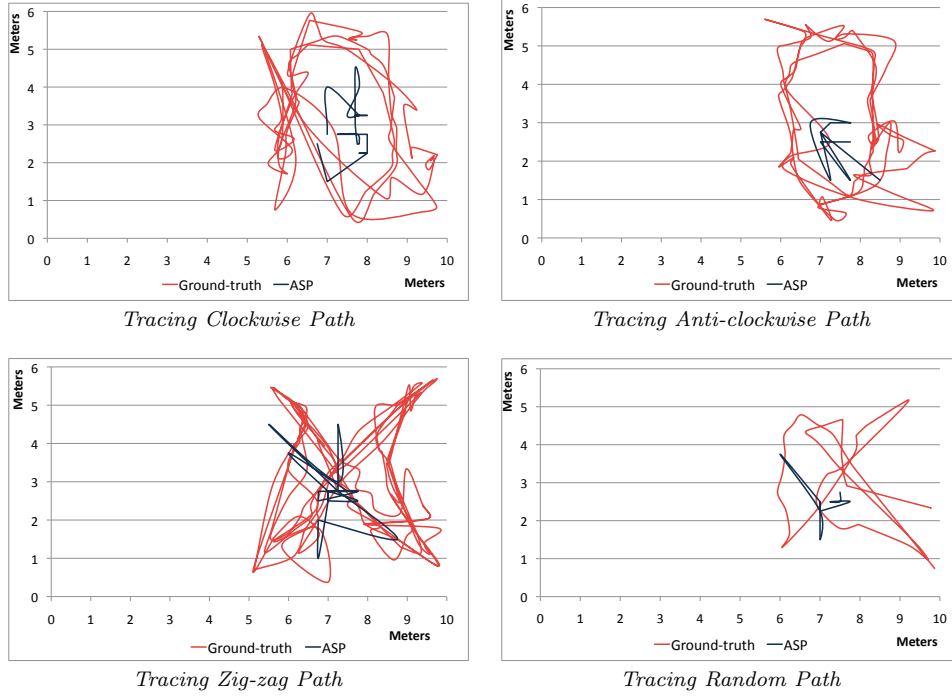 Meters
6
5
4
3
2
1
0
0 1 2 3 4 5 6 7 8 9 10
Meters
Ground-truth ASP
Tracing Clockwise Path
Meters
6
5
4
3
2
1
0
0 1 2 3 4 5 6 7 8 9 10
Meters
Ground-truth ASP
Tracing Anti-clockwise Path
Meters
6
5
4
3
2
1
0
0 1 2 3 4 5 6 7 8 9 10
Meters
Ground-truth ASP
Tracing Zig-zag Path
Meters
6
5
4
3
2
1
0
0 1 2 3 4 5 6 7 8 9 10
Meters
Ground-truth ASP
Tracing Random Path